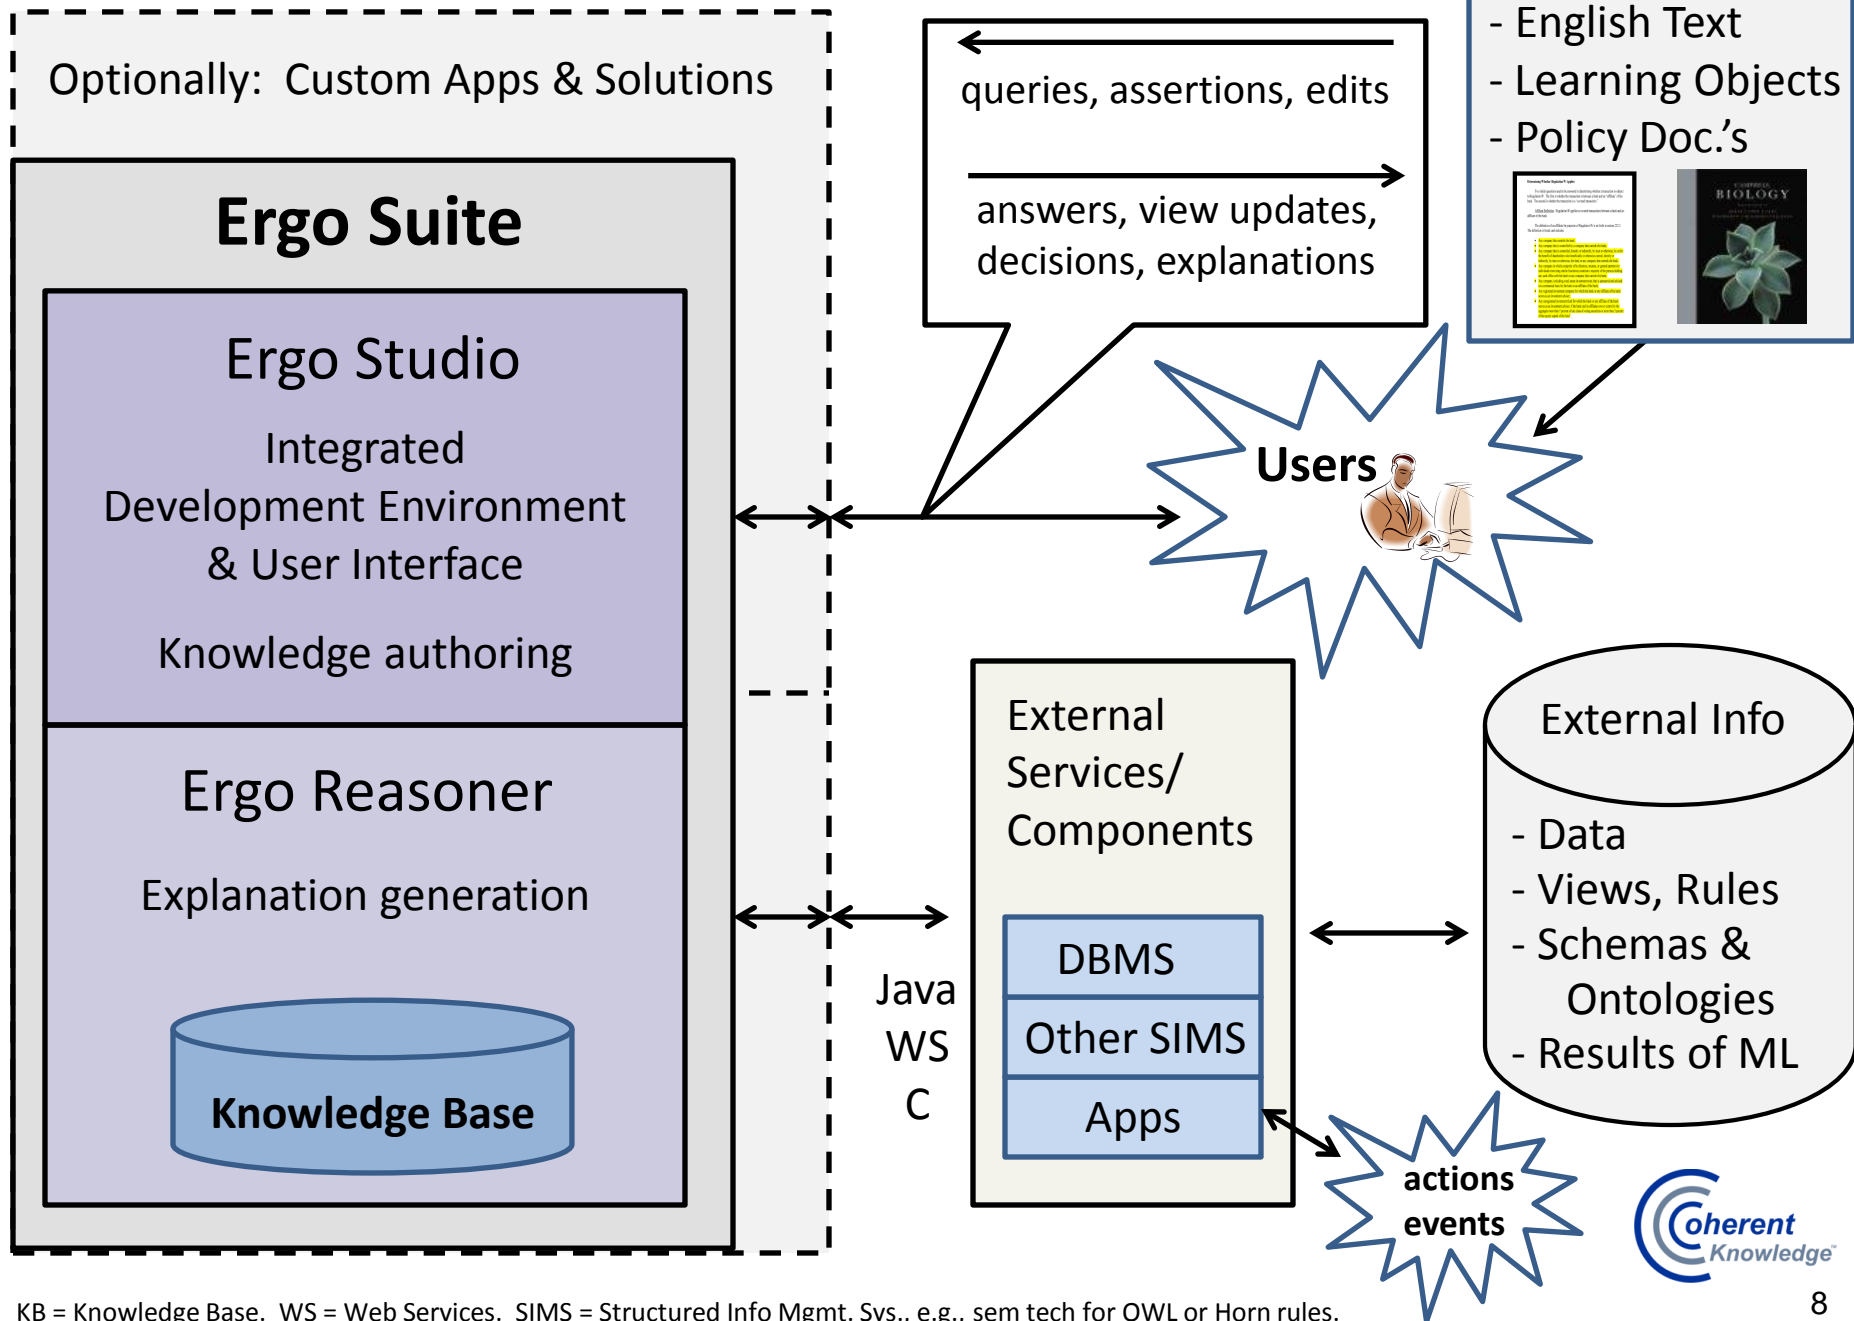 Optionally: Custom Apps & Solutions
Ergo Suite
Ergo Studio
Integrated
Development Environment
& User Interface
Knowledge authoring
Ergo Reasoner
Explanation generation
Knowledge Base
queries, assertions, edits
answers, view updates,
decisions, explanations
- English Text
- Learning Objects
- Policy Doc.'s
BIOLOGY
Users
External
Services/
Components
DBMS
Other SIMS
Apps
Java
WS
C
External Info
- Data
- Views, Rules
- Schemas &
Ontologies
- Results of ML
actions
events
Coherent
Knowledge™
KB = Knowledge Base. WS = Web Services. SIMS = Structured Info Mgmt. Sys., e.g., sem tech for OWL or Horn rules.
8